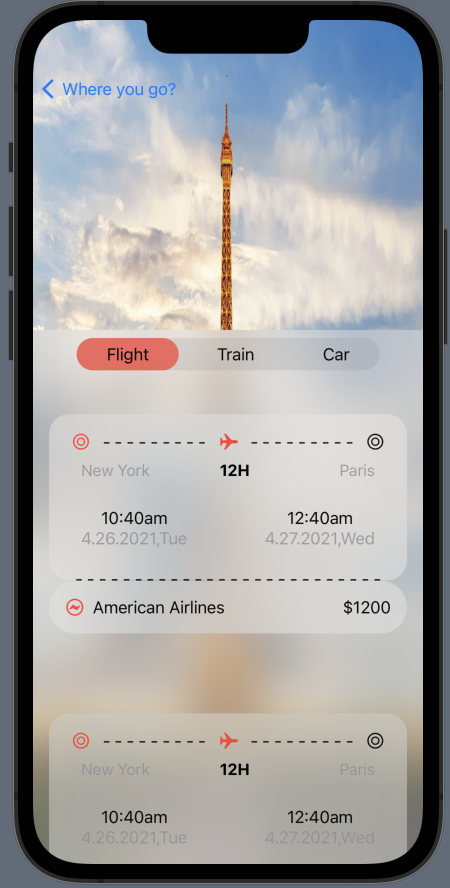 Where you go?
Flight Train Car
New York 12H Paris
10:40am 12:40am
4.26.2021,Tue 4.27.2021,Wed
American Airlines $1200
New York 12H Paris
10:40am 12:40am
4.26.2021,Tue 4.27.2021,Wed